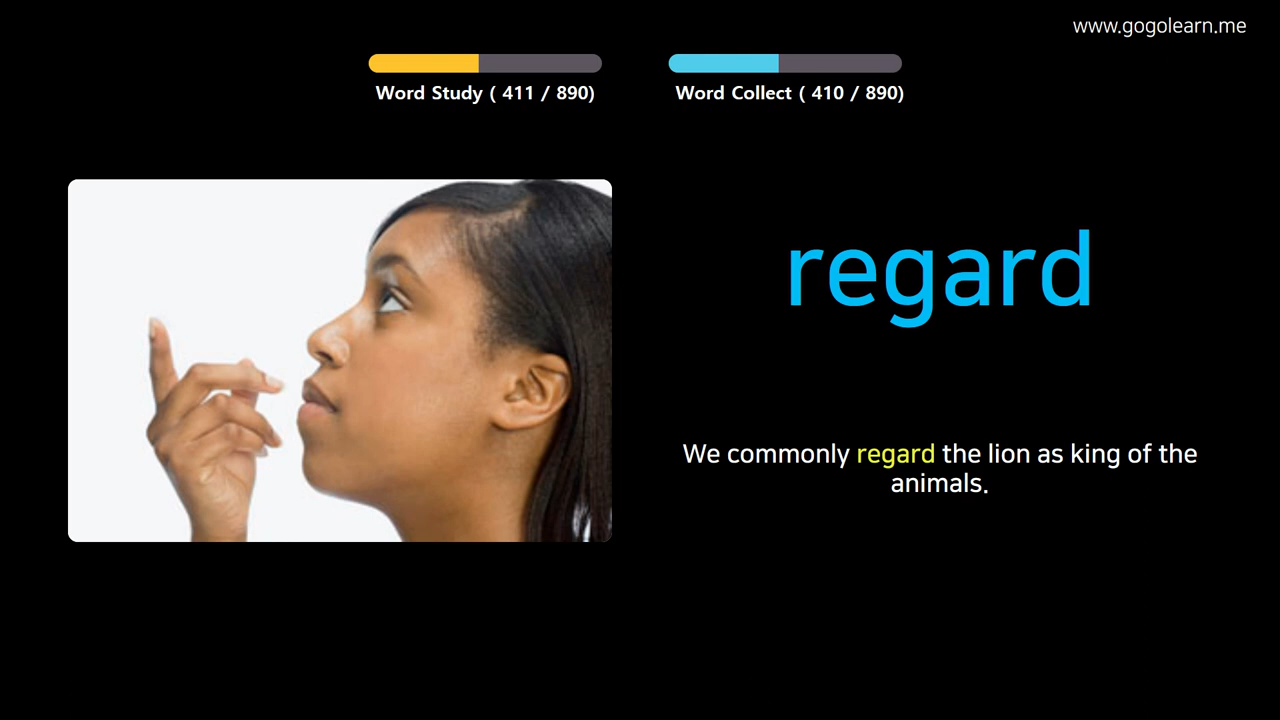 www.gogolearn.me
Word Study ( 411 / 890)
Word Collect ( 410 / 890)
regard
We commonly regard the lion as king of the
animals.